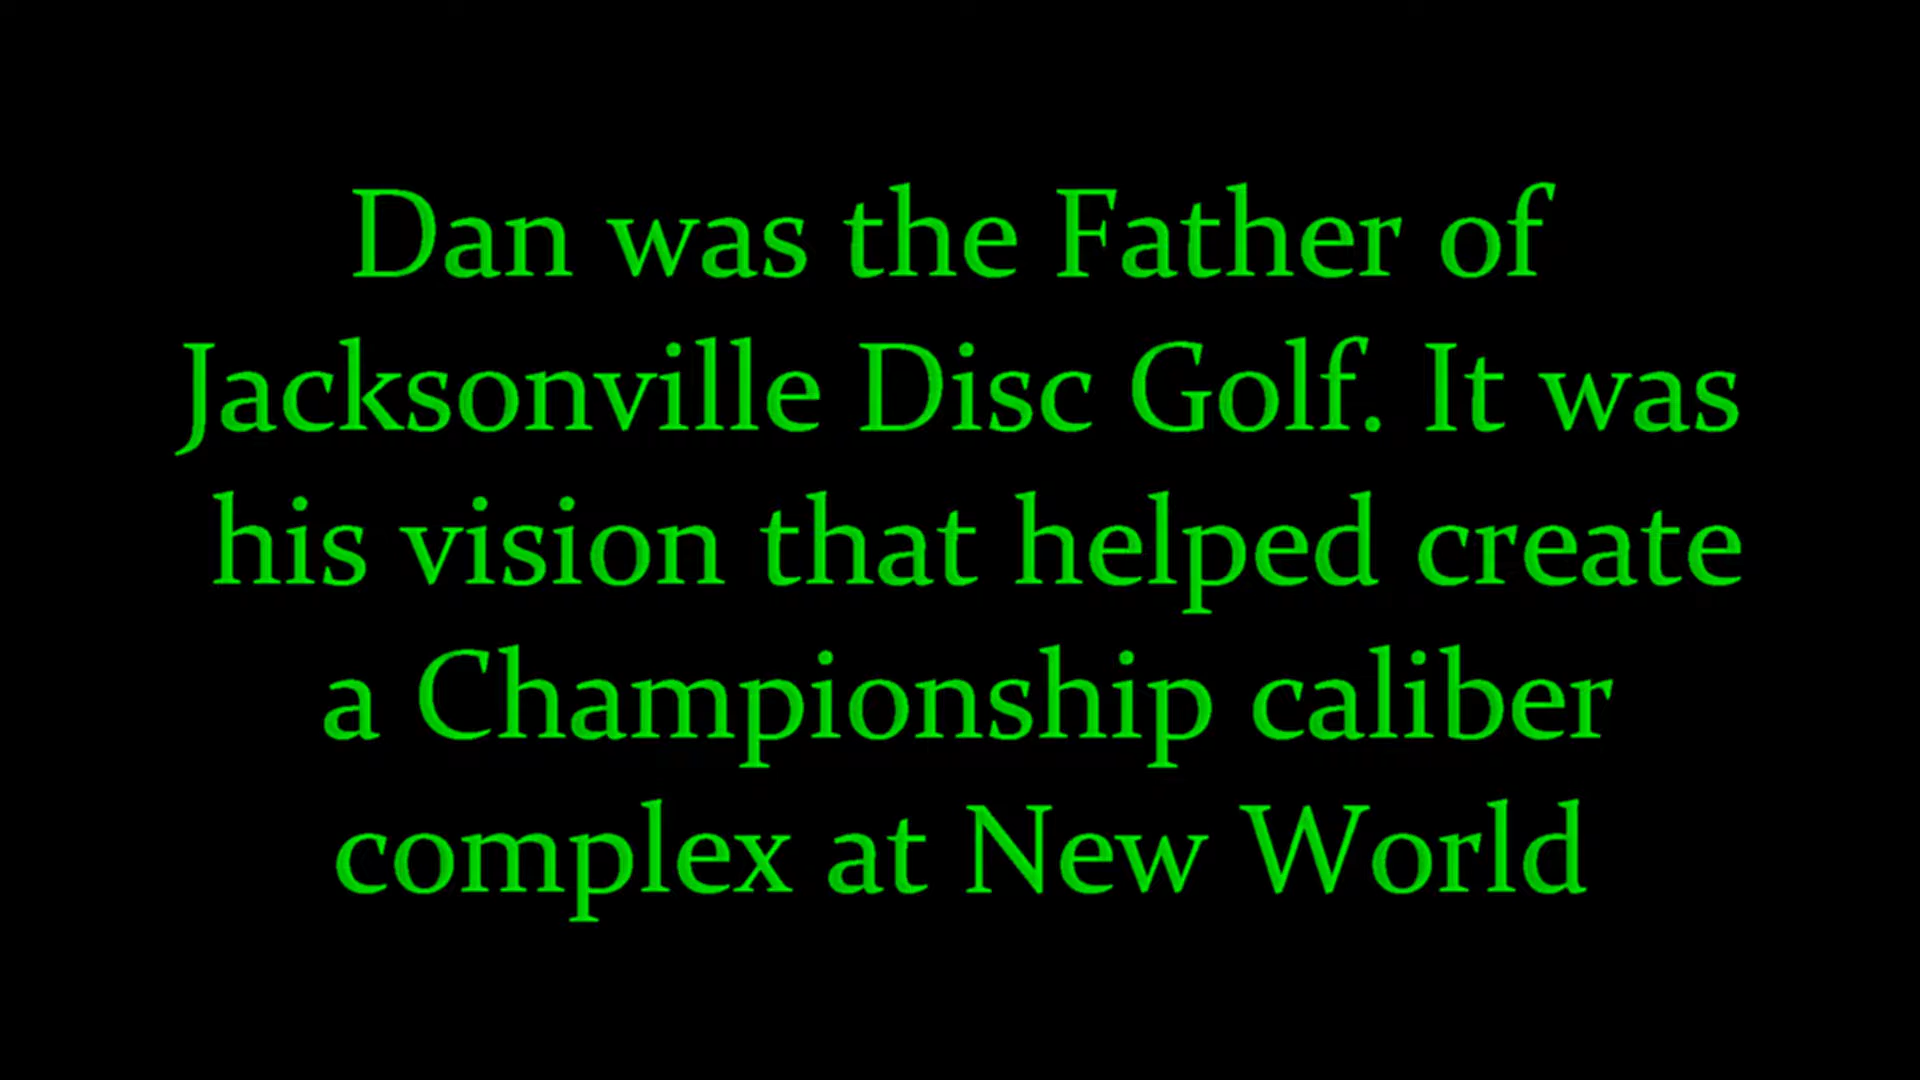 Dan was the Father of
Jacksonville Disc Golf. It was
his vision that helped create
a Championship caliber
complex at New World